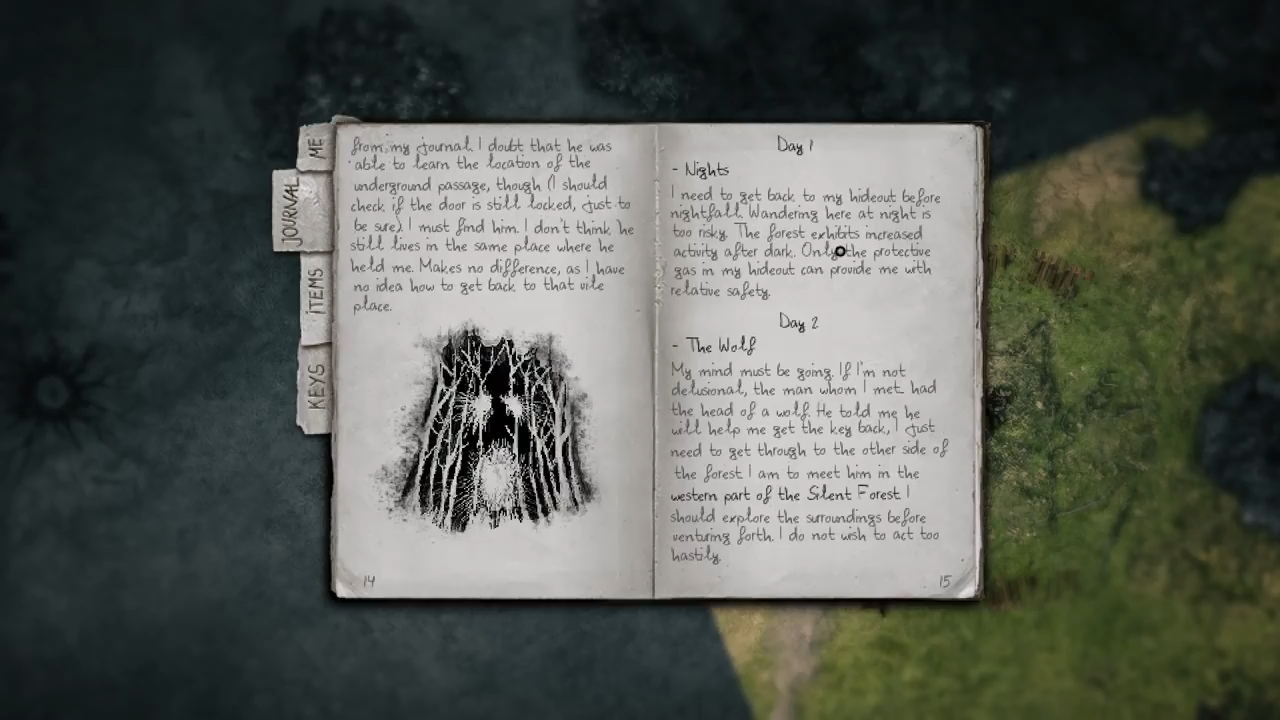 ME
JOURNAL
ITEMS
KEYS
from my journal. I doubt that he was
able to learn the location of the
underground passage, though (I should
check if the door is still locked, just to
be sure). I must find him. I don't think he
still lives in the same place where he
held me. Makes no difference, as I have
no idea how to get back to that vile
place.
14
Day 1
- Nights
I need to get back to my hideout before
nightfall. Wandering here at night is
too risky. The forest exhibits increased
activity after dark. Only the protective
gas in my hideout can provide me with
relative safety.
Day 2
- The Wolf
My mind must be going. If I'm not
delusional, the man whom I met had
the head of a wolf. He told me he
will help me get the key back, I just
need to get through to the other side of
the forest. I am to meet him in the
western part of the Silent Forest. I
should explore the surroundings before
venturing forth. I do not wish to act too
hastily.
15